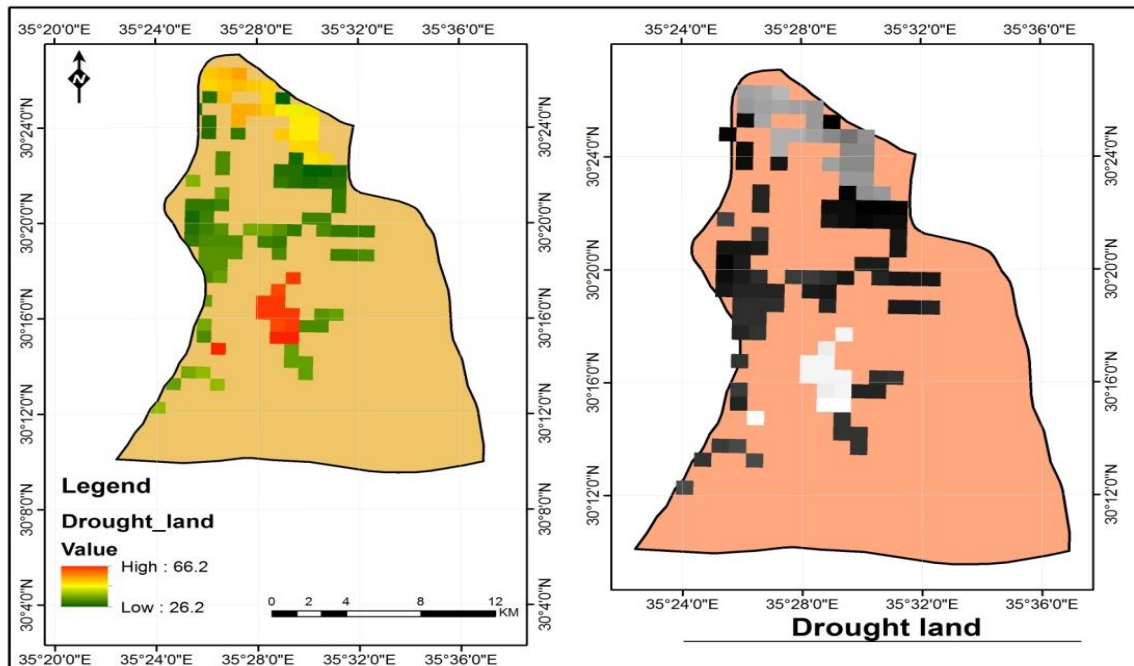 35°20'0"E 35°24'0"E 35°28'0"E 35°32'0"E 35°36'0"E
35°24'0"E 35°28'0"E 35°32'0"E 35°36'0"E
N
30°24'0"N 30°24'0"N
30°20'0"N 30°20'0"N
30°16'0"N 30°16'0"N
30°12'0"N 30°12'0"N
30°8'0"N 30°8'0"N
30°4'0"N 30°4'0"N
Legend
Drought_land
Value
High : 66.2
Low : 26.2
0 2 4 8 12
KM
35°20'0"E 35°24'0"E 35°28'0"E 35°32'0"E 35°36'0"E
30°24'0"N 30°24'0"N
30°20'0"N 30°20'0"N
30°16'0"N 30°16'0"N
30°12'0"N 30°12'0"N
35°24'0"E 35°28'0"E 35°32'0"E 35°36'0"E
Drought land